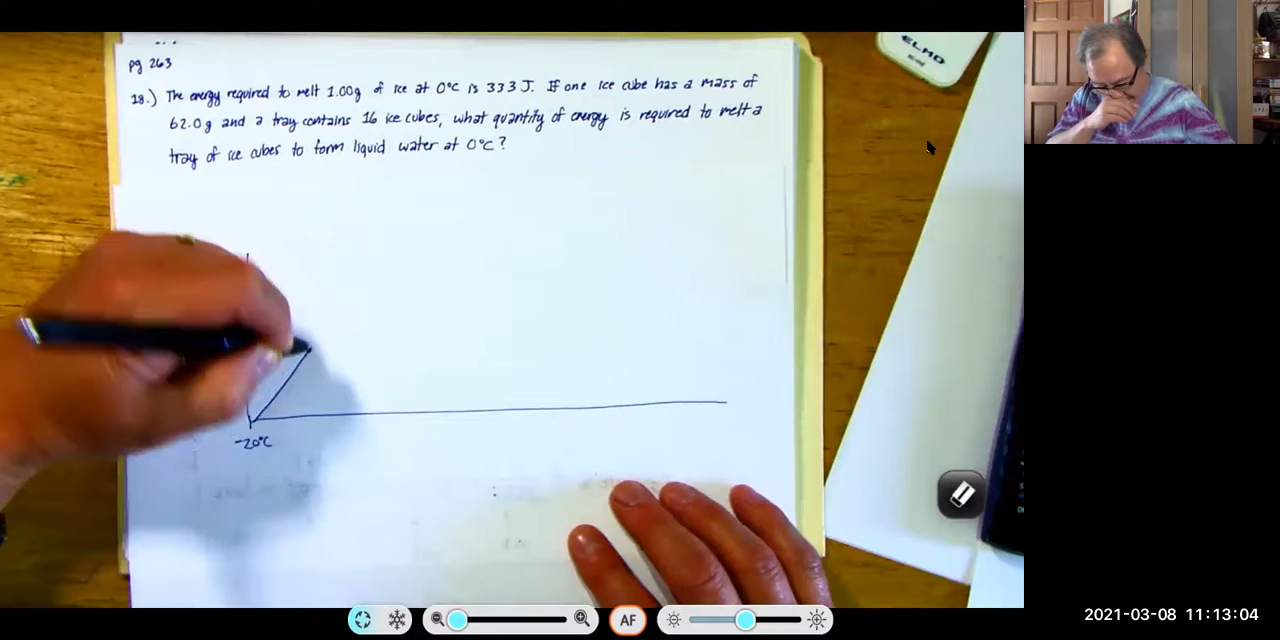 ELMO
pg 263
18.) The energy required to melt 1.00g of ice at 0°C is 333 J. If one ice cube has a mass of
62.0g and a tray contains 16 ice cubes, what quantity of energy is required to melt a
tray of ice cubes to form liquid water at 0°C?
-20°C
AF
2021-03-08 11:13:04